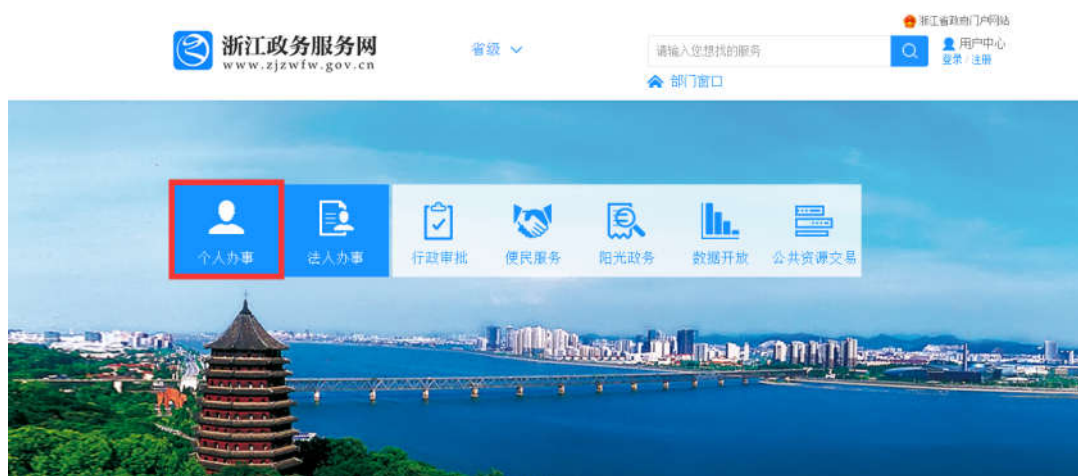 浙江省政府门户网站
浙江政务服务网
www.zjzwfw.gov.cn
省级
请输入您想找的服务
用户中心
登录 / 注册
部门窗口
个人办事
法人办事
行政审批
便民服务
阳光政务
数据开放
公共资源交易